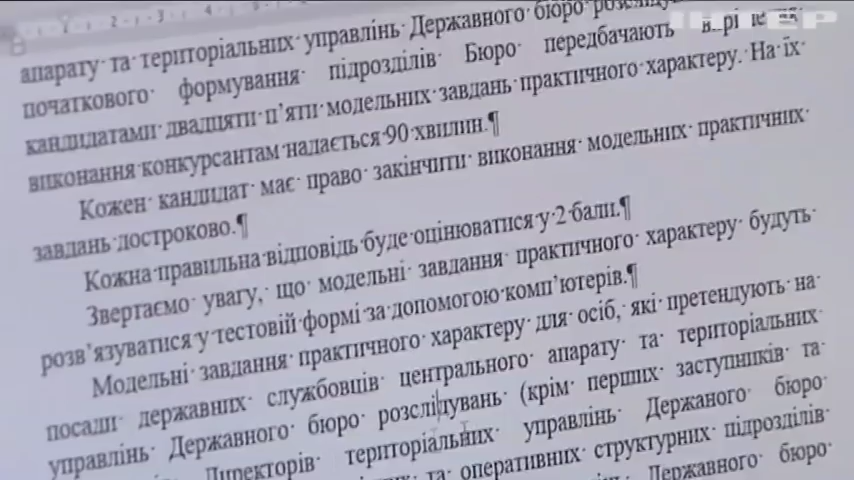 ІНТЕР
апарату та територіальних управлінь Державного бюро
початкового формування підрозділів Бюро передбачають
кандидатами двадцяти п'яти модельних завдань практичного характеру. На їх
виконання конкурсантам надається 90 хвилин.¶
Кожен кандидат має право закінчити виконання модельних практичних
завдань достроково.¶
Кожна правильна відповідь буде оцінюватися у 2 бали.¶
Звертаємо увагу, що модельні завдання практичного характеру будуть
розв'язуватися у тестовій формі за допомогою комп'ютерів.¶
Модельні завдання практичного характеру для осіб, які претендують на
посади державних службовців центрального апарату та територіальних
управлінь Державного бюро розслідувань (крім перших заступників та
Директорів територіальних управлінь Держаного бюро
та оперативних структурних підрозділів
Державного бюро